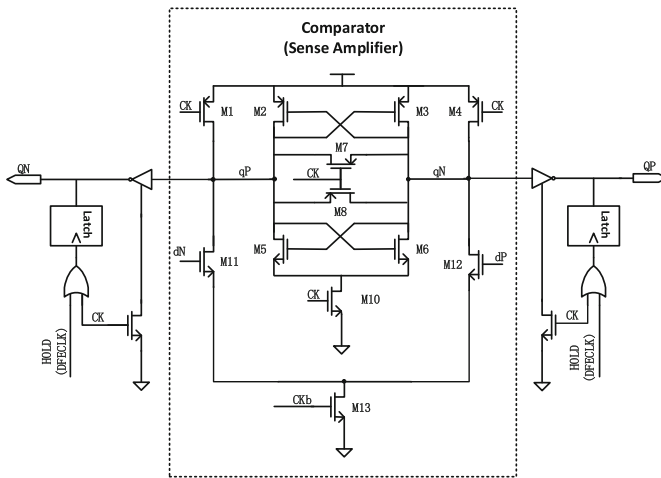 Comparator
(Sense Amplifier)
CK
M1
M2
M3
M4
CK
M7
QN
qP
CK
qN
QP
M8
Latch
Latch
dN
M11
M5
M6
M12
dP
CK
M10
CK
CK
HOLD
(DFECLK)
HOLD
(DFECLK)
CKb
M13